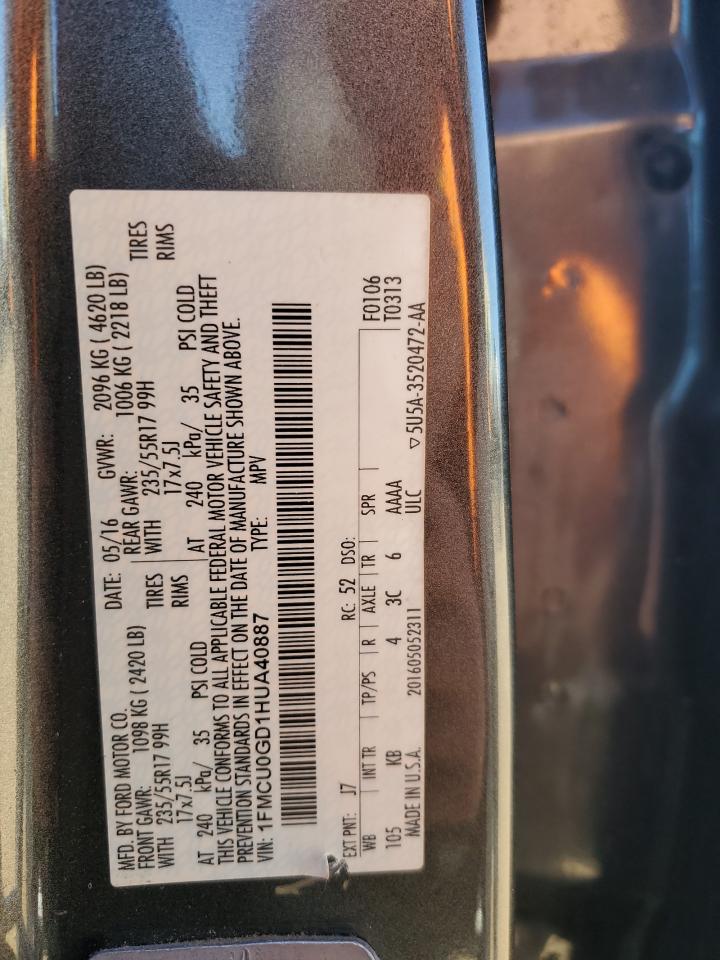 MFD. BY FORD MOTOR CO. DATE: 05/16 GVWR: 2096 KG ( 4620 LB)
FRONT GAWR: 1098 KG ( 2420 LB) REAR GAWR: 1006 KG ( 2218 LB)
WITH 235/55R17 99H TIRES WITH 235/55R17 99H TIRES
17x7.5J RIMS 17x7.5J RIMS
AT 240 kPa/ 35 PSI COLD AT 240 kPa/ 35 PSI COLD
THIS VEHICLE CONFORMS TO ALL APPLICABLE FEDERAL MOTOR VEHICLE SAFETY AND THEFT
PREVENTION STANDARDS IN EFFECT ON THE DATE OF MANUFACTURE SHOWN ABOVE.
VIN: 1FMCU0GD1HUA40887 TYPE: MPV
EXT PNT: J7 RC: 52 DSO: F0106
WB INT TR TP/PS R AXLE TR SPR T0313
105 KB 4 3C 6 AAAA
MADE IN U.S.A. 201605052311 ULC ▽5U5A-3520472-AA